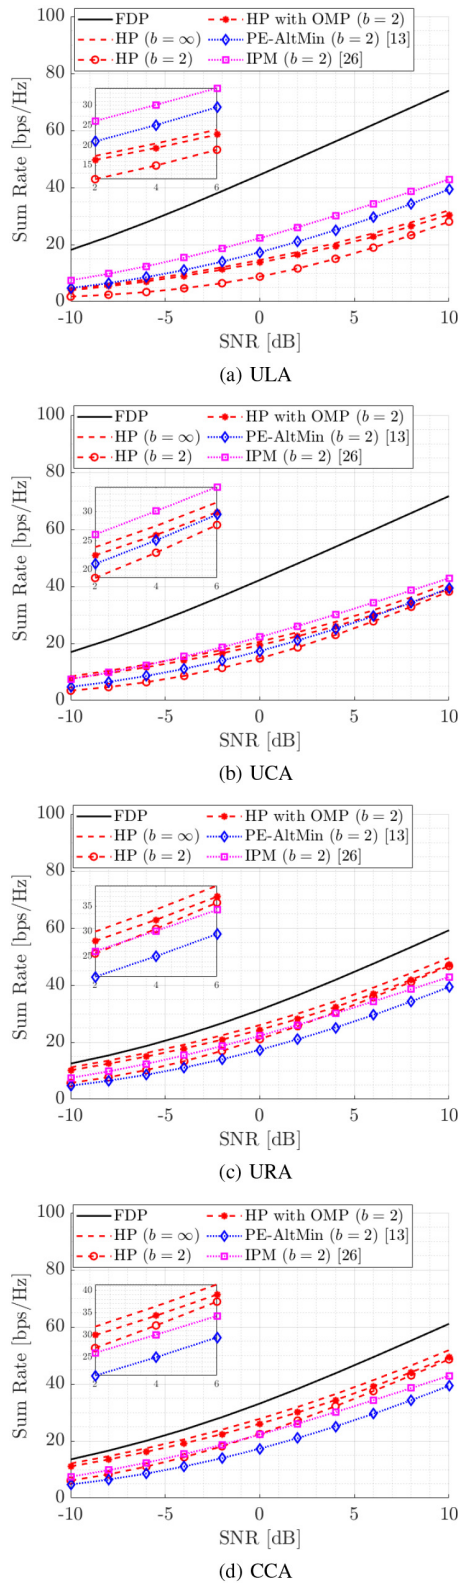 100
80
60
40
20
0
Sum Rate [bps/Hz]
FDP
HP (b = ∞)
HP (b = 2)
HP with OMP (b = 2)
PE-AltMin (b = 2) [13]
IPM (b = 2) [26]
30
25
20
15
2 4 6
-10 -5 0 5 10
SNR [dB]
(a) ULA
100
80
60
40
20
0
Sum Rate [bps/Hz]
FDP
HP (b = ∞)
HP (b = 2)
HP with OMP (b = 2)
PE-AltMin (b = 2) [13]
IPM (b = 2) [26]
30
25
20
2 4 6
-10 -5 0 5 10
SNR [dB]
(b) UCA
100
80
60
40
20
0
Sum Rate [bps/Hz]
FDP
HP (b = ∞)
HP (b = 2)
HP with OMP (b = 2)
PE-AltMin (b = 2) [13]
IPM (b = 2) [26]
35
30
25
2 4 6
-10 -5 0 5 10
SNR [dB]
(c) URA
100
80
60
40
20
0
Sum Rate [bps/Hz]
FDP
HP (b = ∞)
HP (b = 2)
HP with OMP (b = 2)
PE-AltMin (b = 2) [13]
IPM (b = 2) [26]
40
35
30
25
2 4 6
-10 -5 0 5 10
SNR [dB]
(d) CCA